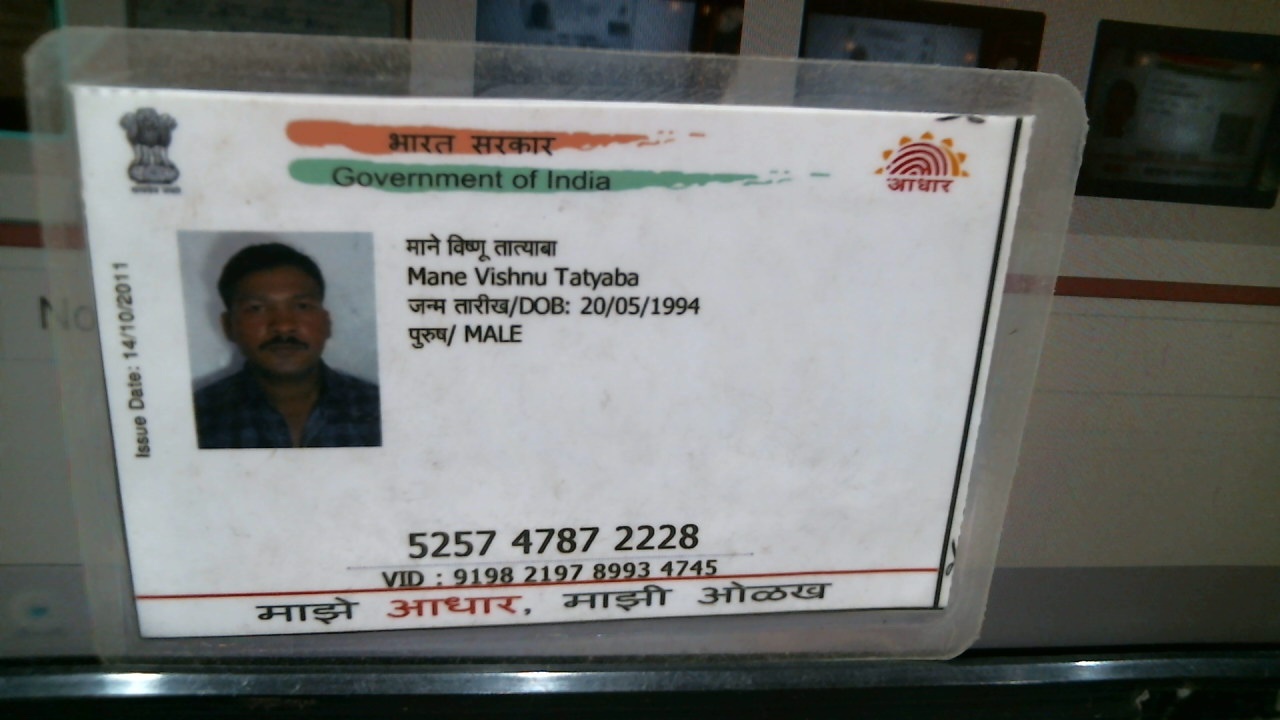 भारत सरकार
Government of India
आधार
Issue Date: 14/10/2011
माने विष्णू तात्याबा
Mane Vishnu Tatyaba
जन्म तारीख/DOB: 20/05/1994
पुरुष/ MALE
5257 4787 2228
VID : 9198 2197 8993 4745
माझे आधार, माझी ओळख